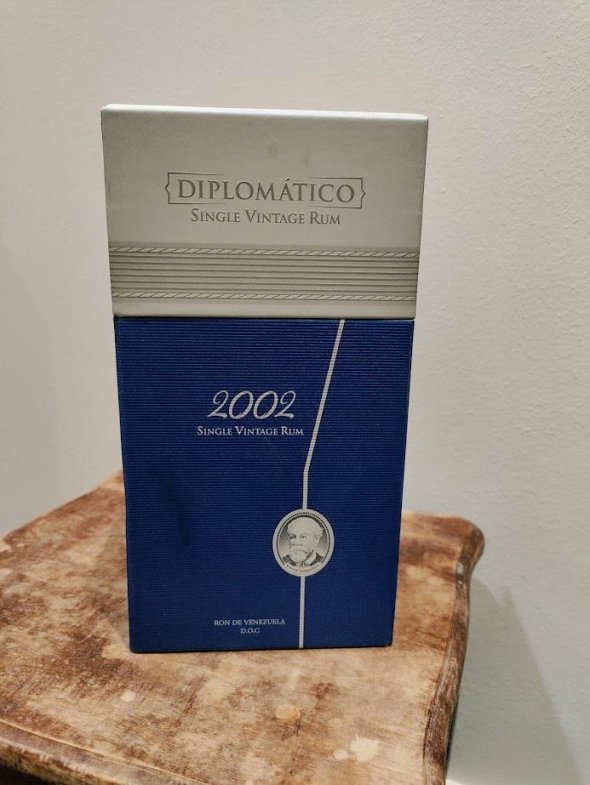 DIPLOMÁTICO
SINGLE VINTAGE RUM
2002
SINGLE VINTAGE RUM
RON DE VENEZUELA
D.O.C